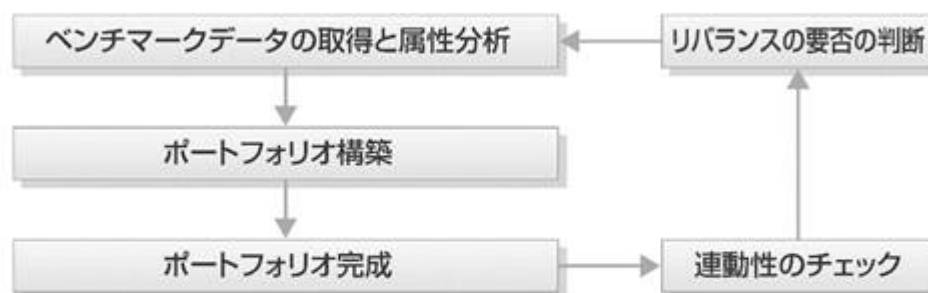 ベンチマークデータの取得と属性分析
リバランスの要否の判断
ポートフォリオ構築
ポートフォリオ完成
連動性のチェック